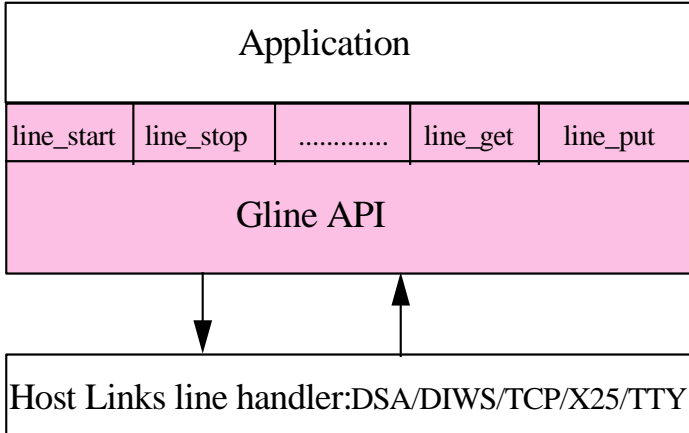 Application
line_start line_stop ............. line_get line_put
Gline API
Host Links line handler:DSA/DIWS/TCP/X25/TTY